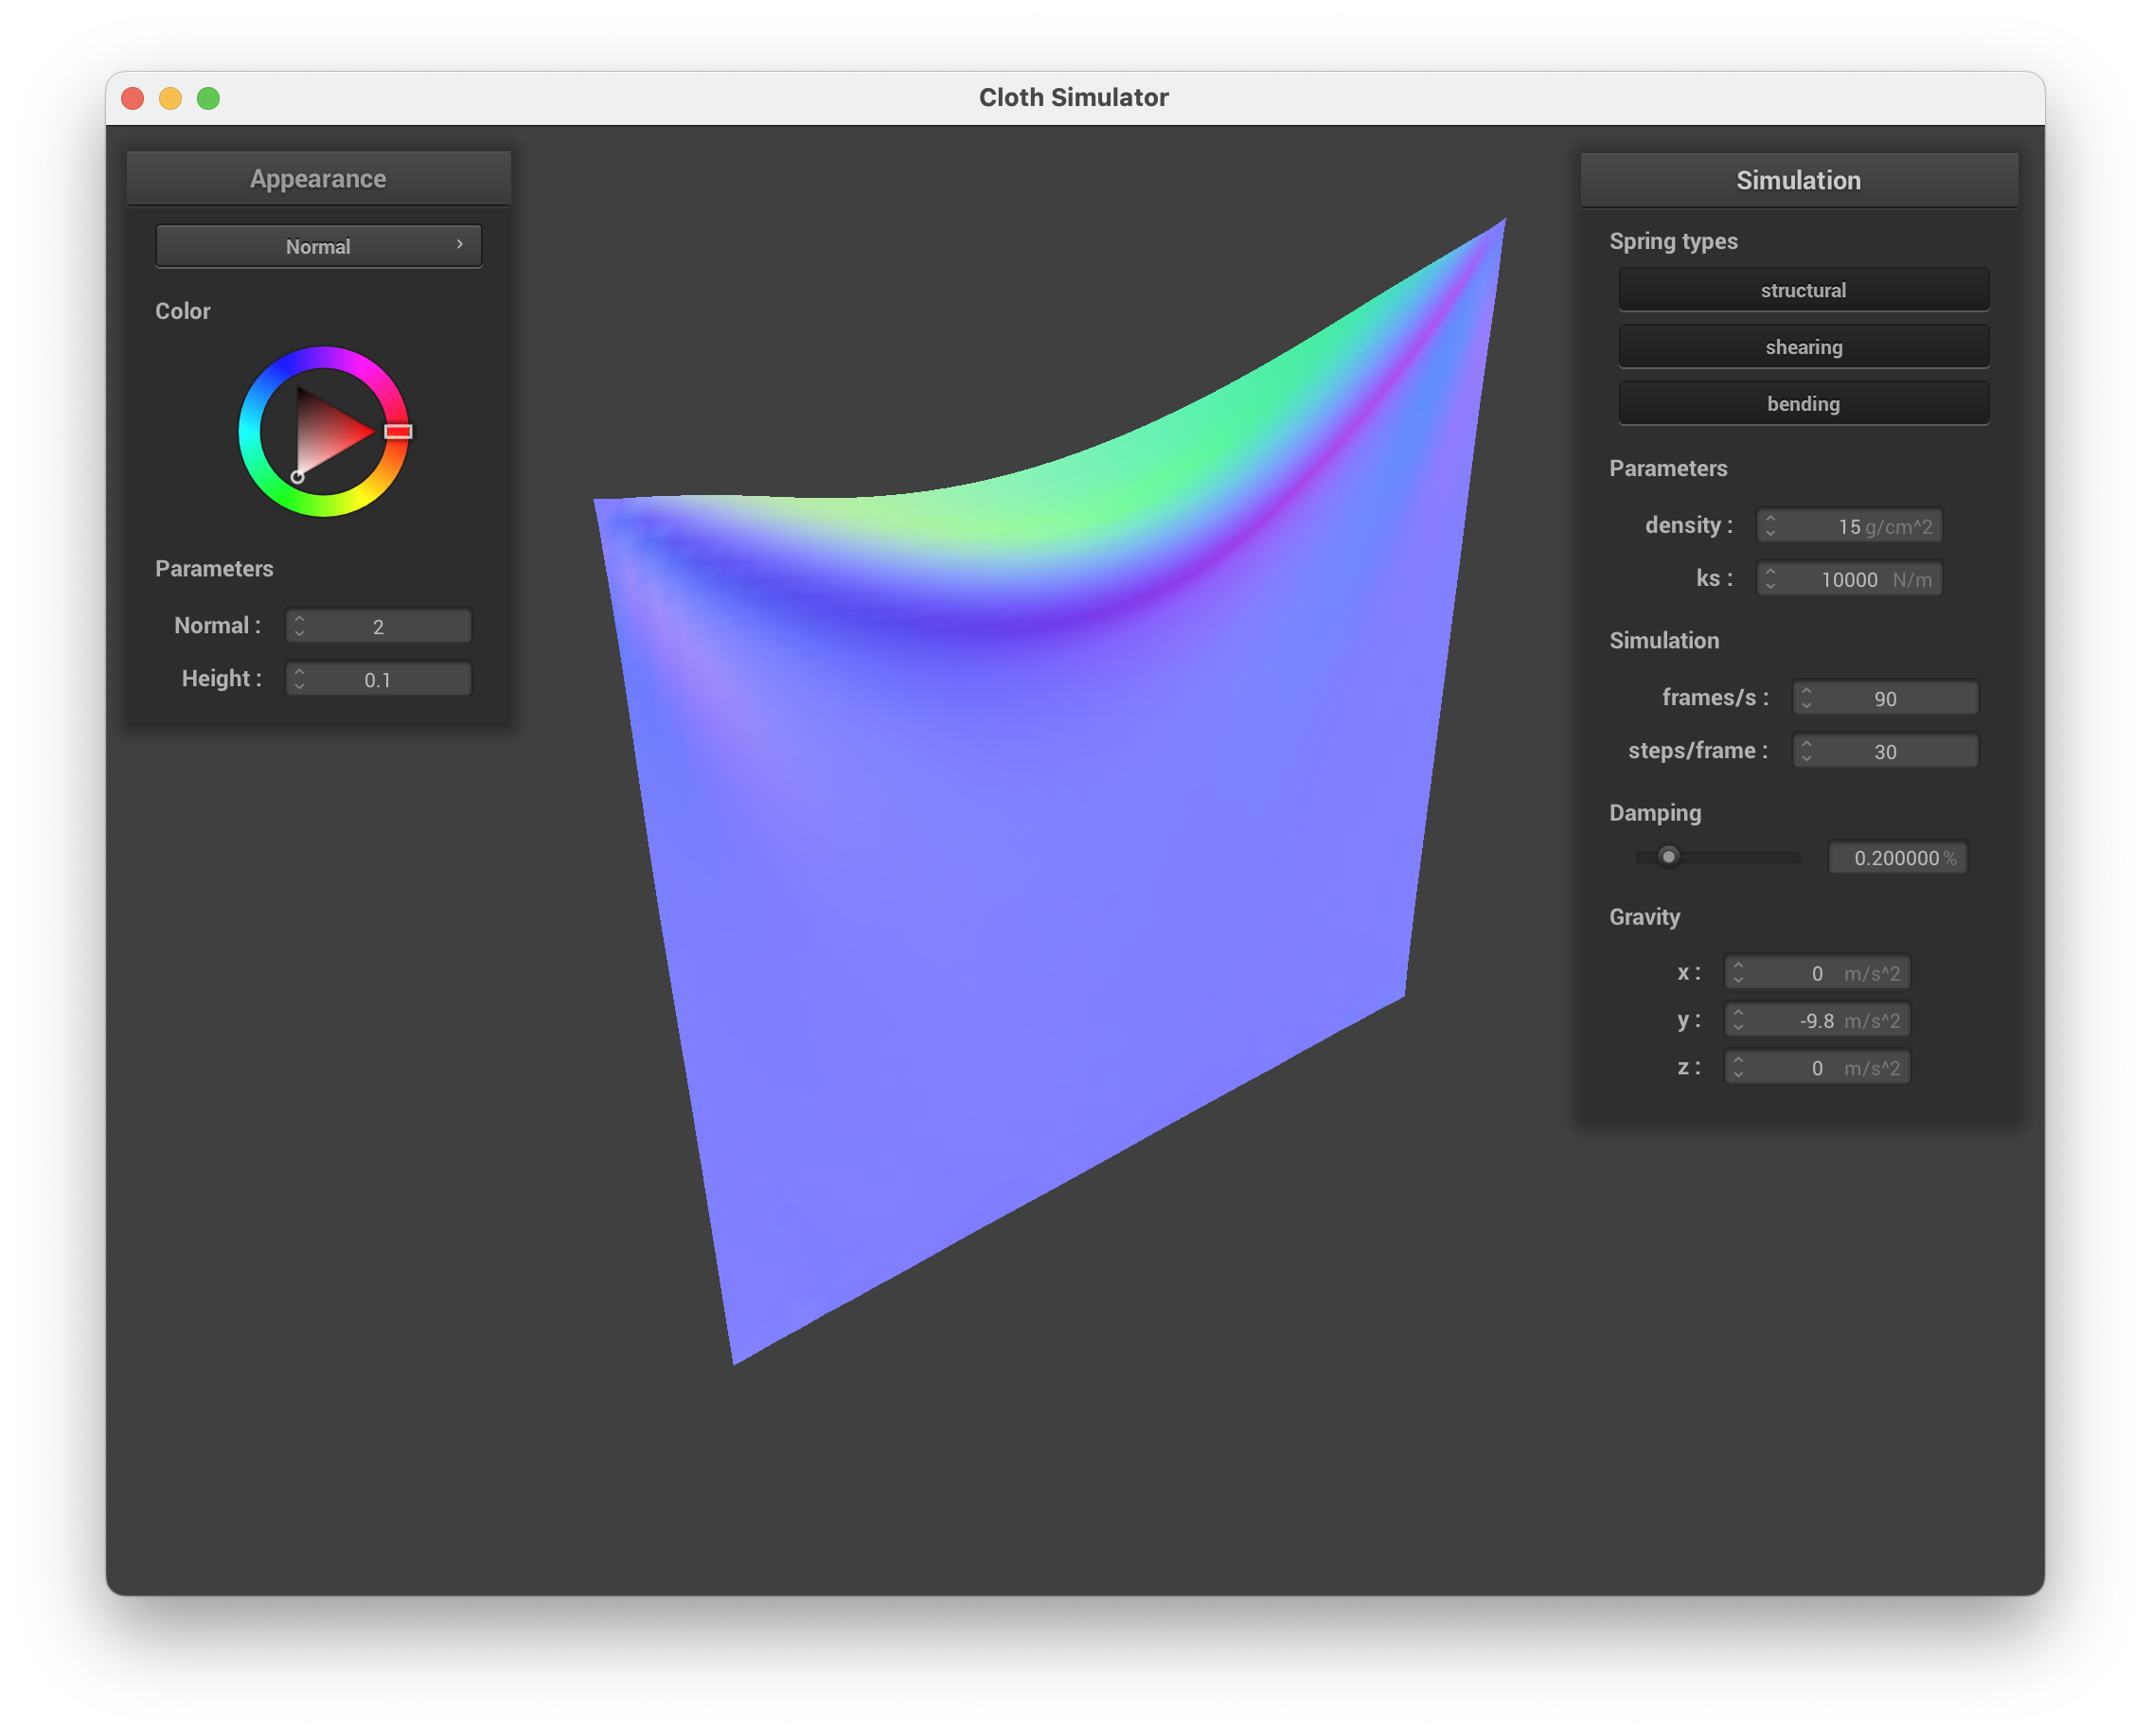 Cloth Simulator
Appearance
Normal
Color
Parameters
Normal : 2
Height : 0.1
Simulation
Spring types
structural
shearing
bending
Parameters
density : 15 g/cm^2
ks : 10000 N/m
Simulation
frames/s : 90
steps/frame : 30
Damping
0.200000 %
Gravity
x : 0 m/s^2
y : -9.8 m/s^2
z : 0 m/s^2